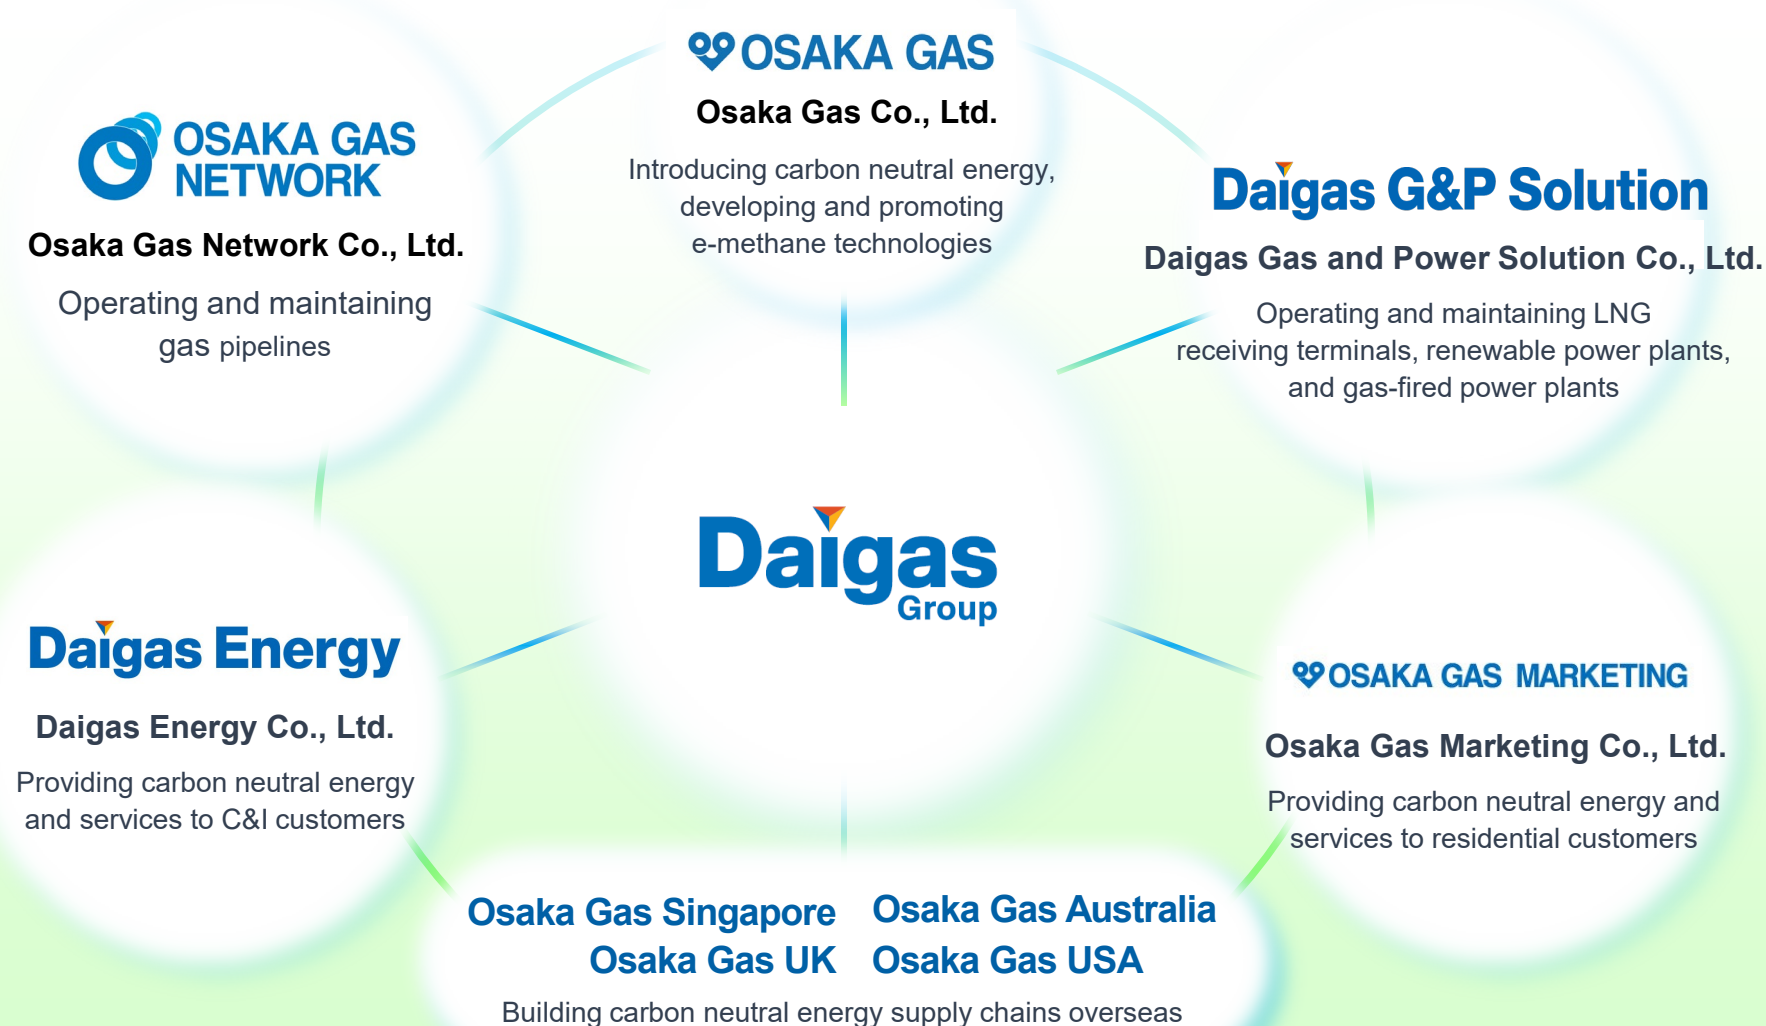 OSAKA GAS
Osaka Gas Co., Ltd.
Introducing carbon neutral energy,
developing and promoting
e-methane technologies
OSAKA GAS
NETWORK
Osaka Gas Network Co., Ltd.
Operating and maintaining
gas pipelines
Daigas G&P Solution
Daigas Gas and Power Solution Co., Ltd.
Operating and maintaining LNG
receiving terminals, renewable power plants,
and gas-fired power plants
Daigas
Group
Daigas Energy
Daigas Energy Co., Ltd.
Providing carbon neutral energy
and services to C&I customers
OSAKA GAS MARKETING
Osaka Gas Marketing Co., Ltd.
Providing carbon neutral energy and
services to residential customers
Osaka Gas Singapore Osaka Gas Australia
Osaka Gas UK Osaka Gas USA
Building carbon neutral energy supply chains overseas